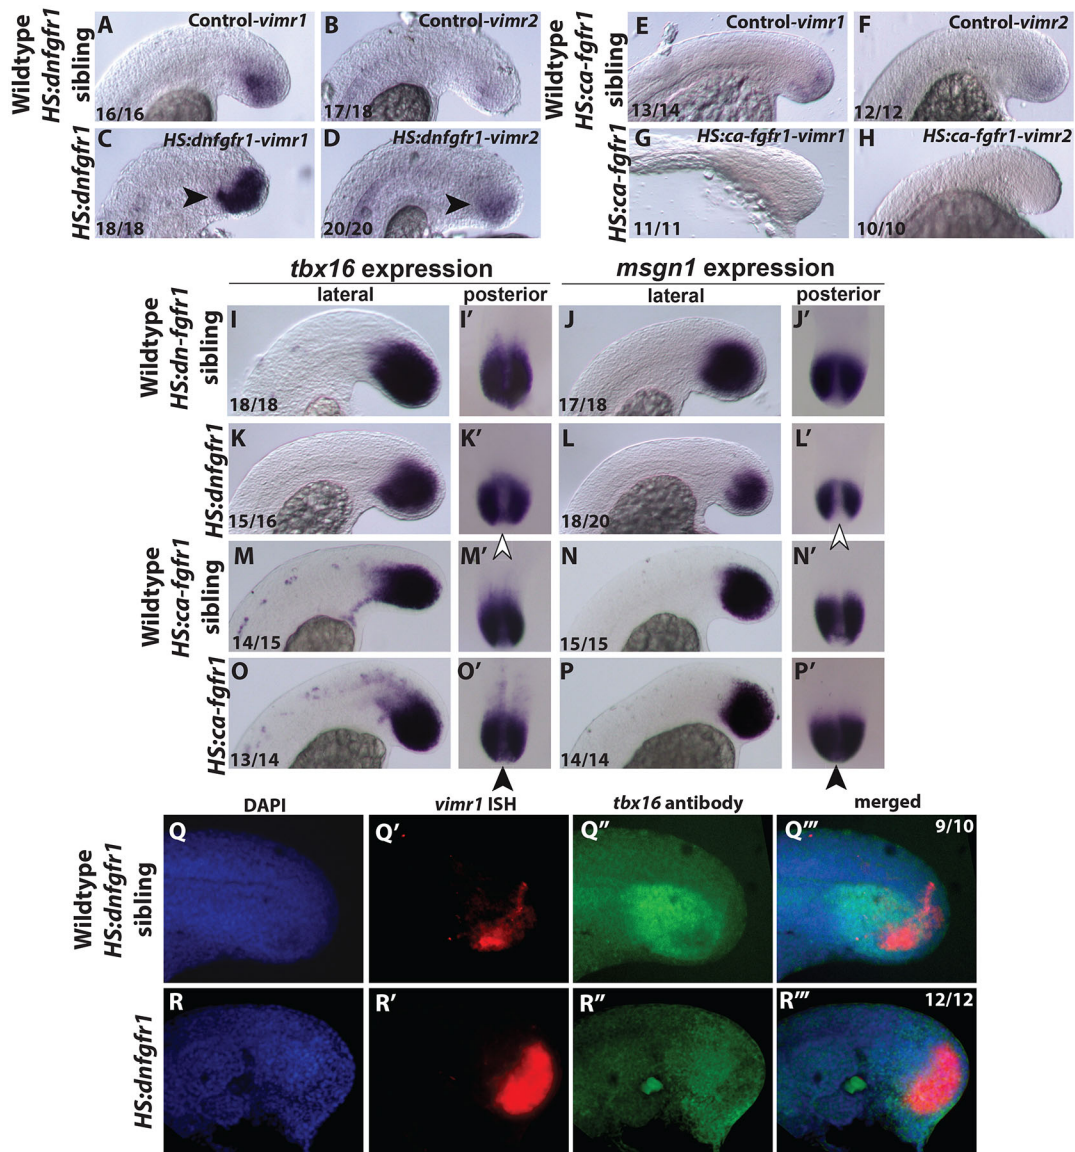 Wildtype
HS:dnfgfr1
sibling
A
Control-vimr1
16/16
B
Control-vimr2
17/18
HS:dnfgfr1
C
HS:dnfgfr1-vimr1
18/18
D
HS:dnfgfr1-vimr2
20/20
Wildtype
HS:ca-fgfr1
sibling
E
Control-vimr1
13/14
F
Control-vimr2
12/12
HS:ca-fgfr1
G
HS:ca-fgfr1-vimr1
11/11
H
HS:ca-fgfr1-vimr2
10/10
tbx16 expression
msgn1 expression
lateral
posterior
lateral
posterior
Wildtype
HS:dn-fgfr1
sibling
I
18/18
I′
J
17/18
J′
HS:dnfgfr1
K
15/16
K′
L
18/20
L′
Wildtype
HS:ca-fgfr1
sibling
M
14/15
M′
N
15/15
N′
HS:ca-fgfr1
O
13/14
O′
P
14/14
P′
DAPI
vimr1 ISH
tbx16 antibody
merged
Wildtype
HS:dnfgfr1
sibling
Q
Q′
Q″
Q‴
9/10
HS:dnfgfr1
R
R′
R″
R‴
12/12